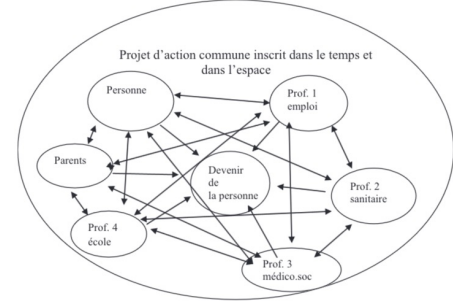 Projet d'action commune inscrit dans le temps et
dans l'espace
Personne
Prof. 1
emploi
Parents
Devenir
de
la personne
Prof. 2
sanitaire
Prof. 4
école
Prof. 3
médico.soc